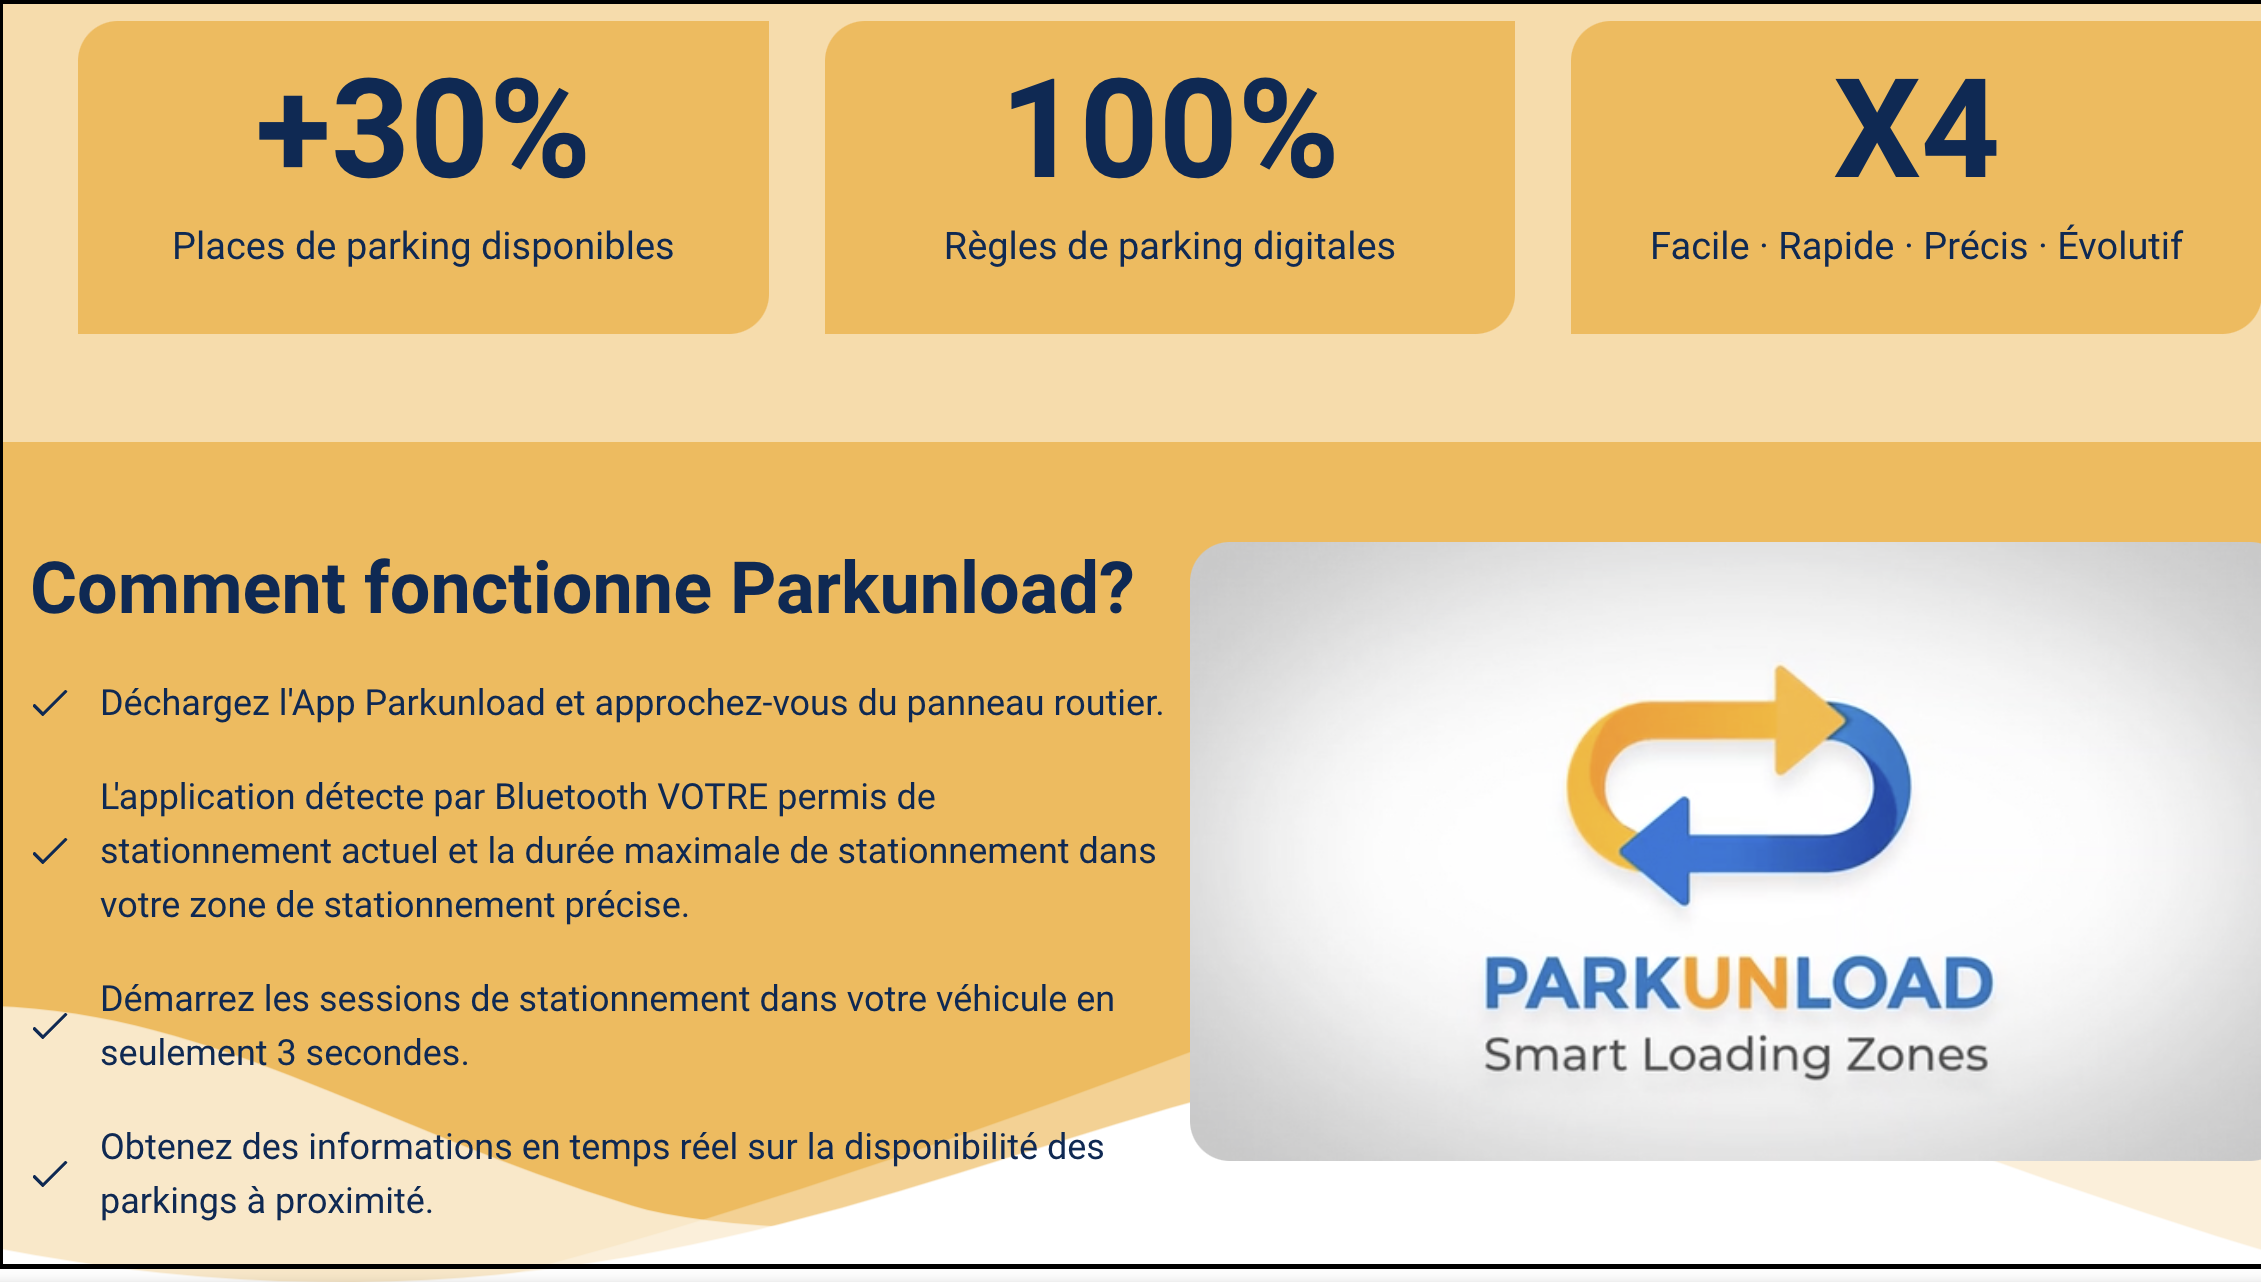 +30%
Places de parking disponibles
100%
Règles de parking digitales
X4
Facile · Rapide · Précis · Évolutif
Comment fonctionne Parkunload?
Déchargez l'App Parkunload et approchez-vous du panneau routier.
L'application détecte par Bluetooth VOTRE permis de
stationnement actuel et la durée maximale de stationnement dans
votre zone de stationnement précise.
Démarrez les sessions de stationnement dans votre véhicule en
seulement 3 secondes.
Obtenez des informations en temps réel sur la disponibilité des
parkings à proximité.
PARKUNLOAD
Smart Loading Zones